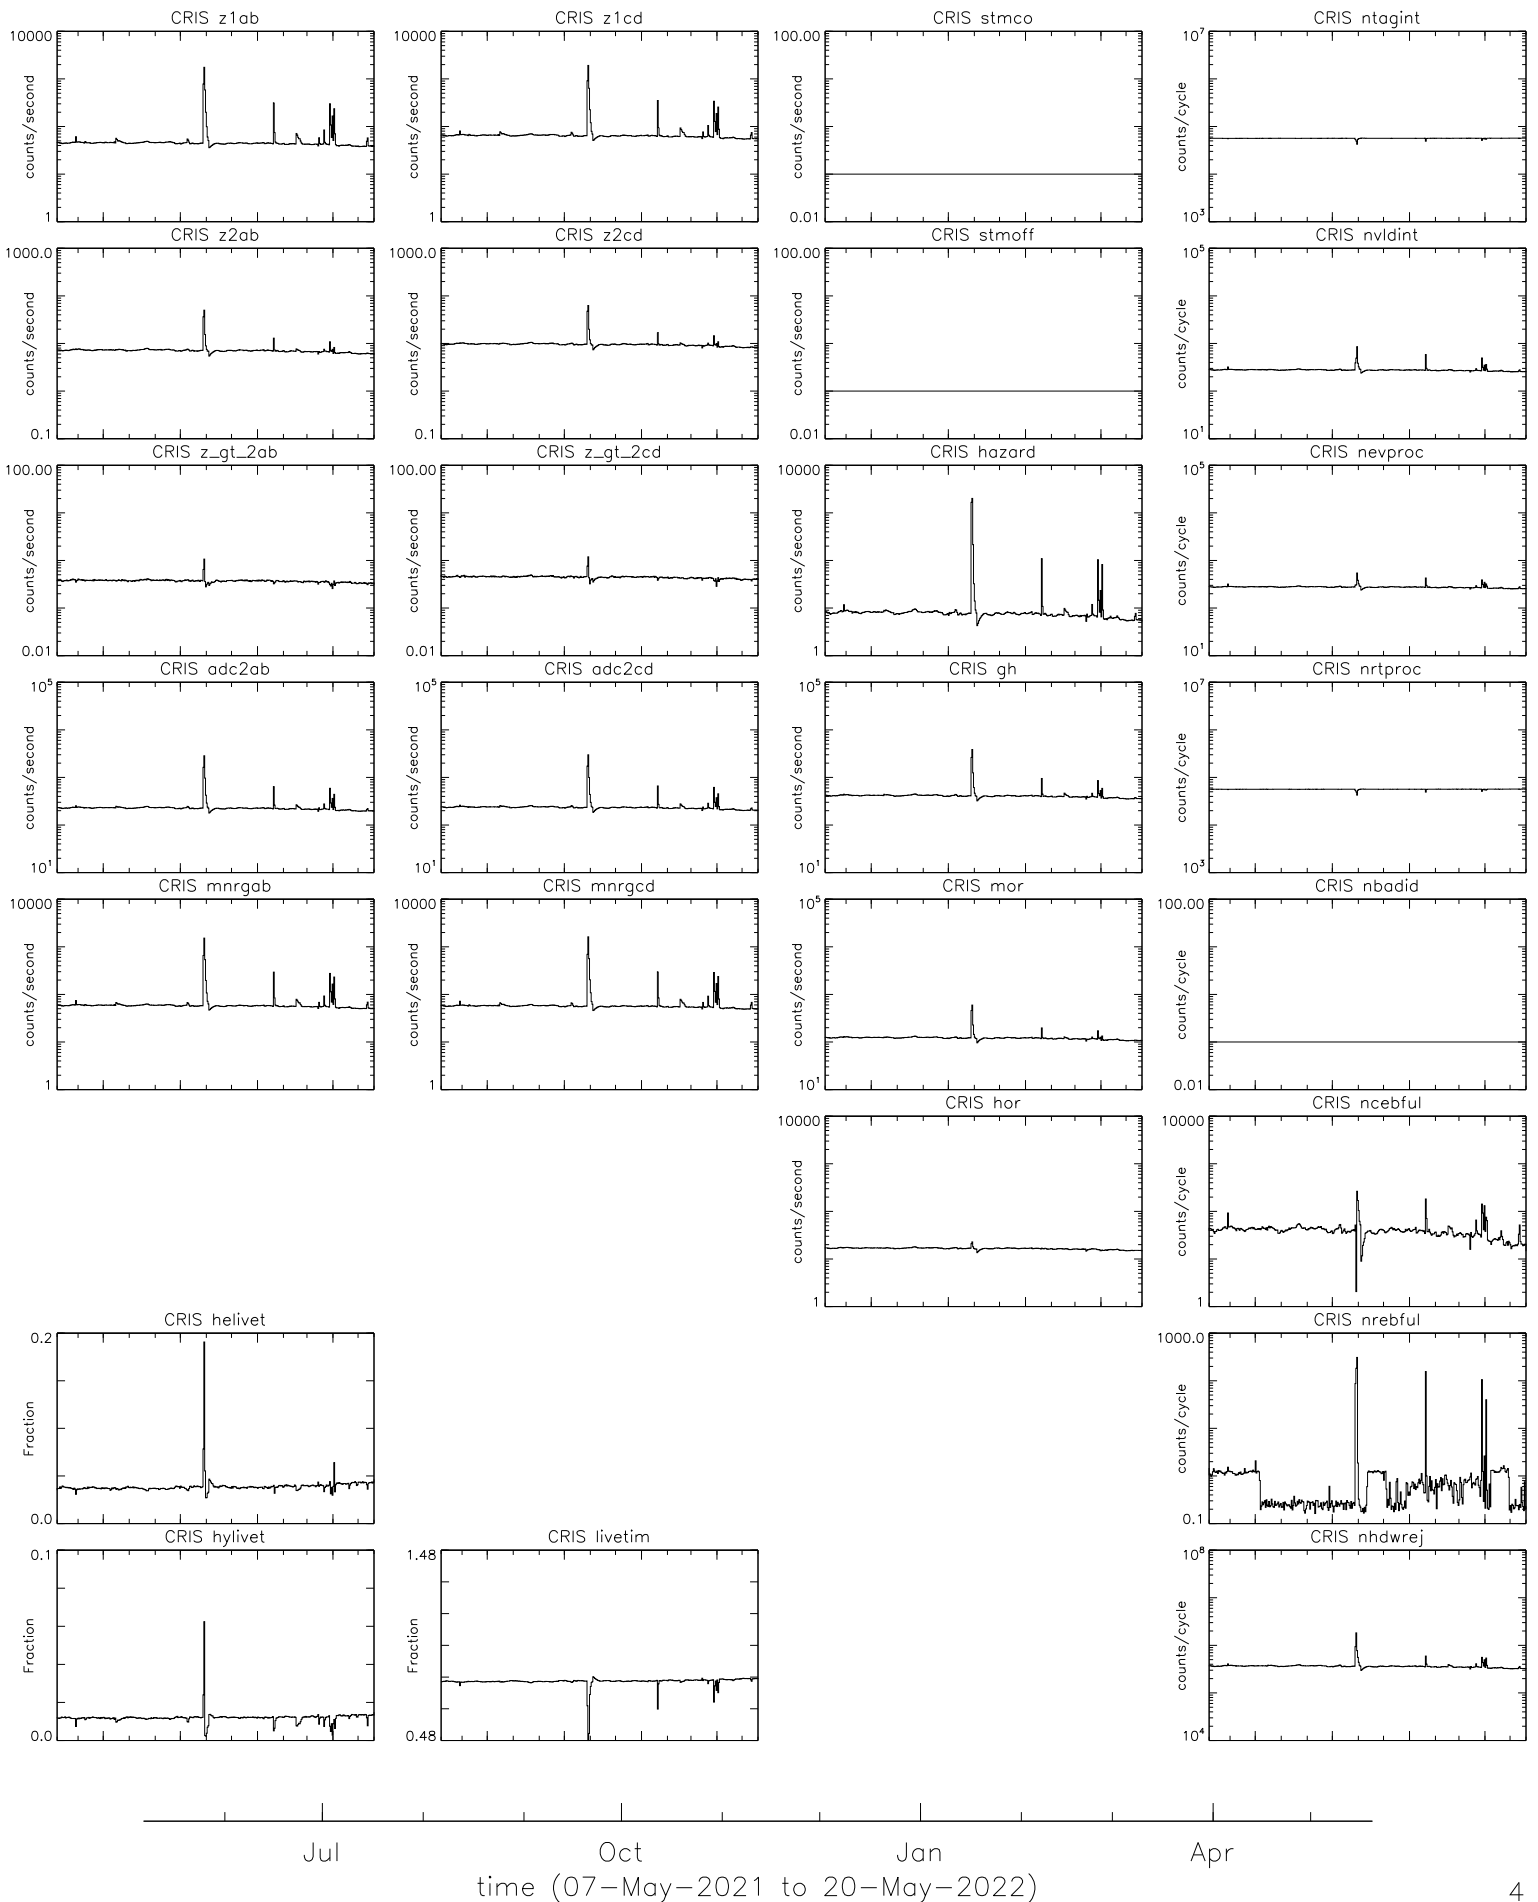 CRIS z1ab
10000
counts/second
1
CRIS z1cd
10000
counts/second
1
CRIS stmco
100.00
counts/second
0.01
CRIS ntagint
10^7
counts/cycle
10^3
CRIS z2ab
1000.0
counts/second
0.1
CRIS z2cd
1000.0
counts/second
0.1
CRIS stmoff
100.00
counts/second
0.01
CRIS nvldint
10^5
counts/cycle
10^1
CRIS z_gt_2ab
100.00
counts/second
0.01
CRIS z_gt_2cd
100.00
counts/second
0.01
CRIS hazard
10000
counts/second
1
CRIS nevproc
10^5
counts/cycle
10^1
CRIS adc2ab
10^5
counts/second
10^1
CRIS adc2cd
10^5
counts/second
10^1
CRIS gh
10^5
counts/second
10^1
CRIS nrtproc
10^7
counts/cycle
10^3
CRIS mnrgab
10000
counts/second
1
CRIS mnrgcd
10000
counts/second
1
CRIS mor
10^5
counts/second
10^1
CRIS nbadid
100.00
counts/cycle
0.01
CRIS hor
10000
counts/second
1
CRIS ncebful
10000
counts/cycle
1
CRIS helivet
0.2
Fraction
0.0
CRIS nrebful
1000.0
counts/cycle
0.1
CRIS hylivet
0.1
Fraction
0.0
CRIS livetim
1.48
Fraction
0.48
CRIS nhdwrej
10^8
counts/cycle
10^4
Jul Oct Jan Apr
time (07-May-2021 to 20-May-2022)
4